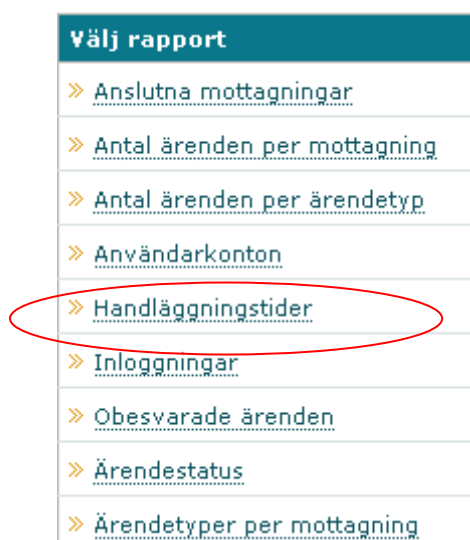 Välj rapport
» Anslutna mottagningar
» Antal ärenden per mottagning
» Antal ärenden per ärendetyp
» Användarkonton
» Handläggningstider
» Inloggningar
» Obesvarade ärenden
» Ärendestatus
» Ärendetyper per mottagning